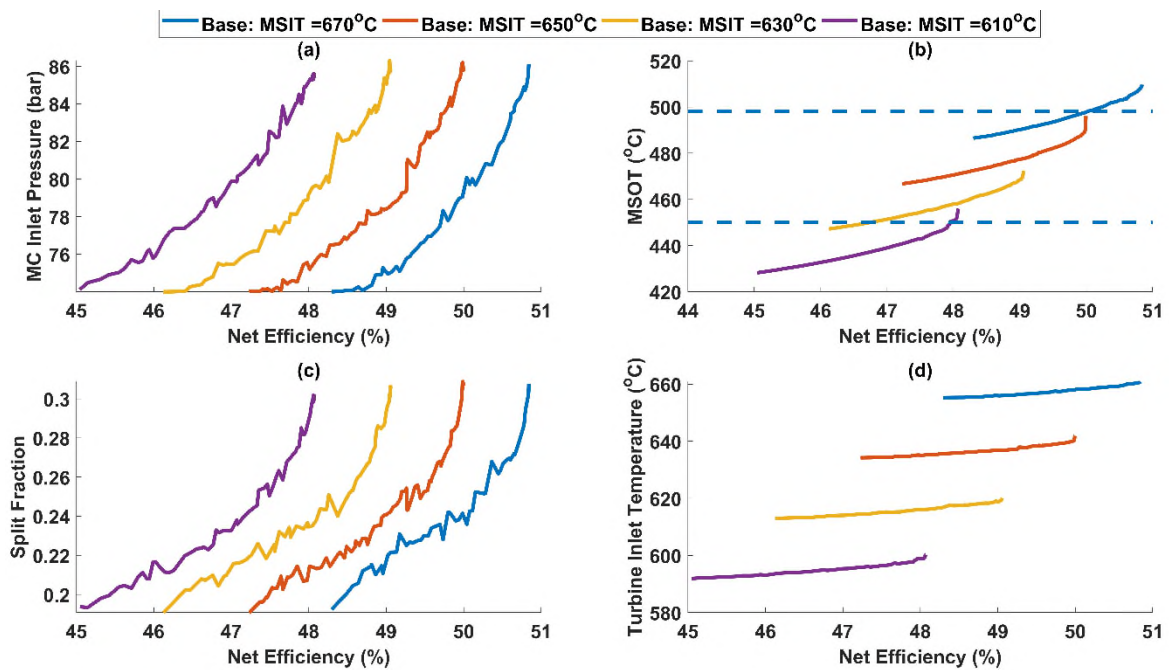 Base: MSIT =670°C Base: MSIT =650°C Base: MSIT =630°C Base: MSIT =610°C
(a)
MC Inlet Pressure (bar)
86
84
82
80
78
76
45 46 47 48 49 50 51
Net Efficiency (%)
(b)
MSOT (°C)
520
500
480
460
440
420
44 45 46 47 48 49 50 51
Net Efficiency (%)
(c)
Split Fraction
0.3
0.28
0.26
0.24
0.22
0.2
45 46 47 48 49 50 51
Net Efficiency (%)
(d)
Turbine Inlet Temperature (°C)
660
640
620
600
580
45 46 47 48 49 50 51
Net Efficiency (%)